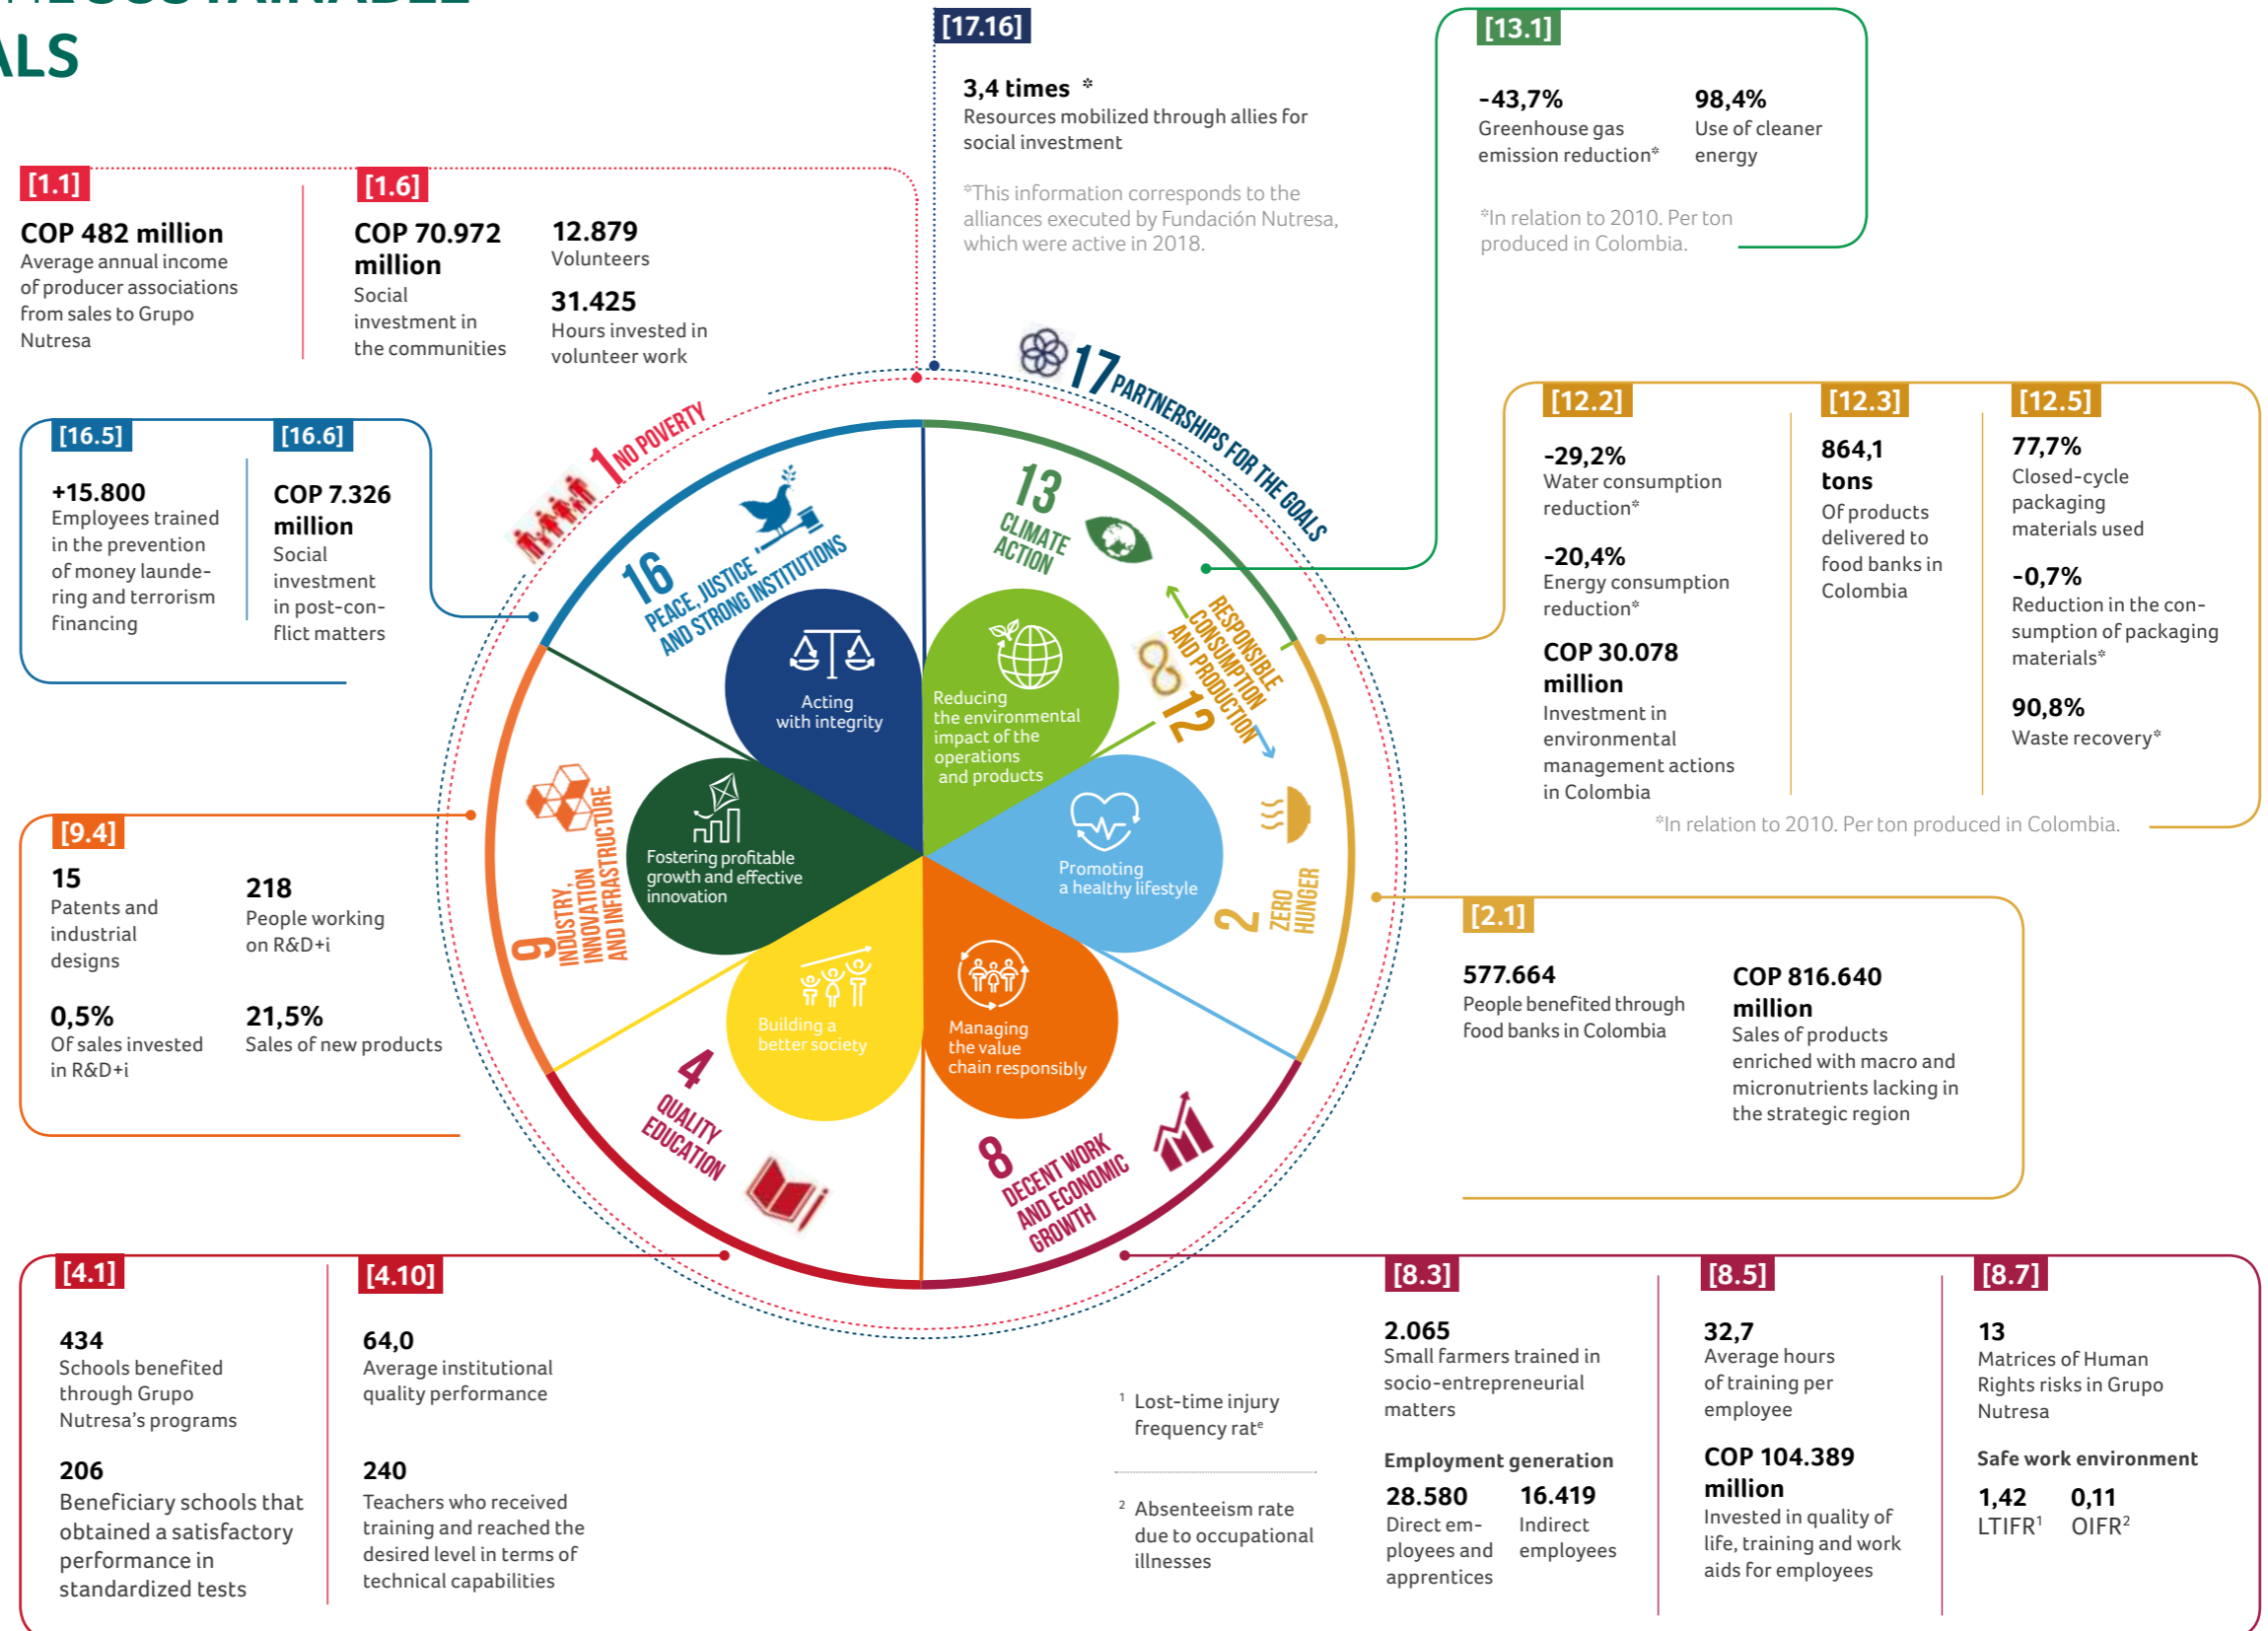 SUSTAINABLE
ALS
[17.16]
3,4 times *
Resources mobilized through allies for
social investment
*This information corresponds to the
alliances executed by Fundación Nutresa,
which were active in 2018.
[13.1]
-43,7%
Greenhouse gas
emission reduction*
98,4%
Use of cleaner
energy
*In relation to 2010. Per ton
produced in Colombia.
[1.1]
COP 482 million
Average annual income
of producer associations
from sales to Grupo
Nutresa
[1.6]
COP 70.972
million
Social
investment in
the communities
12.879
Volunteers
31.425
Hours invested in
volunteer work
[16.5]
+15.800
Employees trained
in the prevention
of money launde-
ring and terrorism
financing
[16.6]
COP 7.326
million
Social
investment
in post-con-
flict matters
1 NO POVERTY
17 PARTNERSHIPS FOR THE GOALS
16
PEACE, JUSTICE
AND STRONG INSTITUTIONS
13
CLIMATE
ACTION
RESPONSIBLE
CONSUMPTION
AND PRODUCTION
12
[12.2]
-29,2%
Water consumption
reduction*
-20,4%
Energy consumption
reduction*
COP 30.078
million
Investment in
environmental
management actions
in Colombia
[12.3]
864,1
tons
Of products
delivered to
food banks in
Colombia
[12.5]
77,7%
Closed-cycle
packaging
materials used
-0,7%
Reduction in the con-
sumption of packaging
materials*
90,8%
Waste recovery*
*In relation to 2010. Per ton produced in Colombia.
Acting
with integrity
Reducing
the environmental
impact of the
operations
and products
Fostering profitable
growth and effective
innovation
Promoting
a healthy lifestyle
Building a
better society
Managing
the value
chain responsibly
9
INDUSTRY,
INNOVATION
AND INFRASTRUCTURE
2
ZERO
HUNGER
4
QUALITY
EDUCATION
8
DECENT WORK
AND ECONOMIC
GROWTH
[9.4]
15
Patents and
industrial
designs
218
People working
on R&D+i
0,5%
Of sales invested
in R&D+i
21,5%
Sales of new products
[2.1]
577.664
People benefited through
food banks in Colombia
COP 816.640
million
Sales of products
enriched with macro and
micronutrients lacking in
the strategic region
[4.1]
434
Schools benefited
through Grupo
Nutresa's programs
206
Beneficiary schools that
obtained a satisfactory
performance in
standardized tests
[4.10]
64,0
Average institutional
quality performance
240
Teachers who received
training and reached the
desired level in terms of
technical capabilities
1 Lost-time injury
frequency rate
2 Absenteeism rate
due to occupational
illnesses
[8.3]
2.065
Small farmers trained in
socio-entrepreneurial
matters
Employment generation
28.580
Direct em-
ployees and
apprentices
16.419
Indirect
employees
[8.5]
32,7
Average hours
of training per
employee
COP 104.389
million
Invested in quality of
life, training and work
aids for employees
[8.7]
13
Matrices of Human
Rights risks in Grupo
Nutresa
Safe work environment
1,42
LTIFR1
0,11
OIFR2